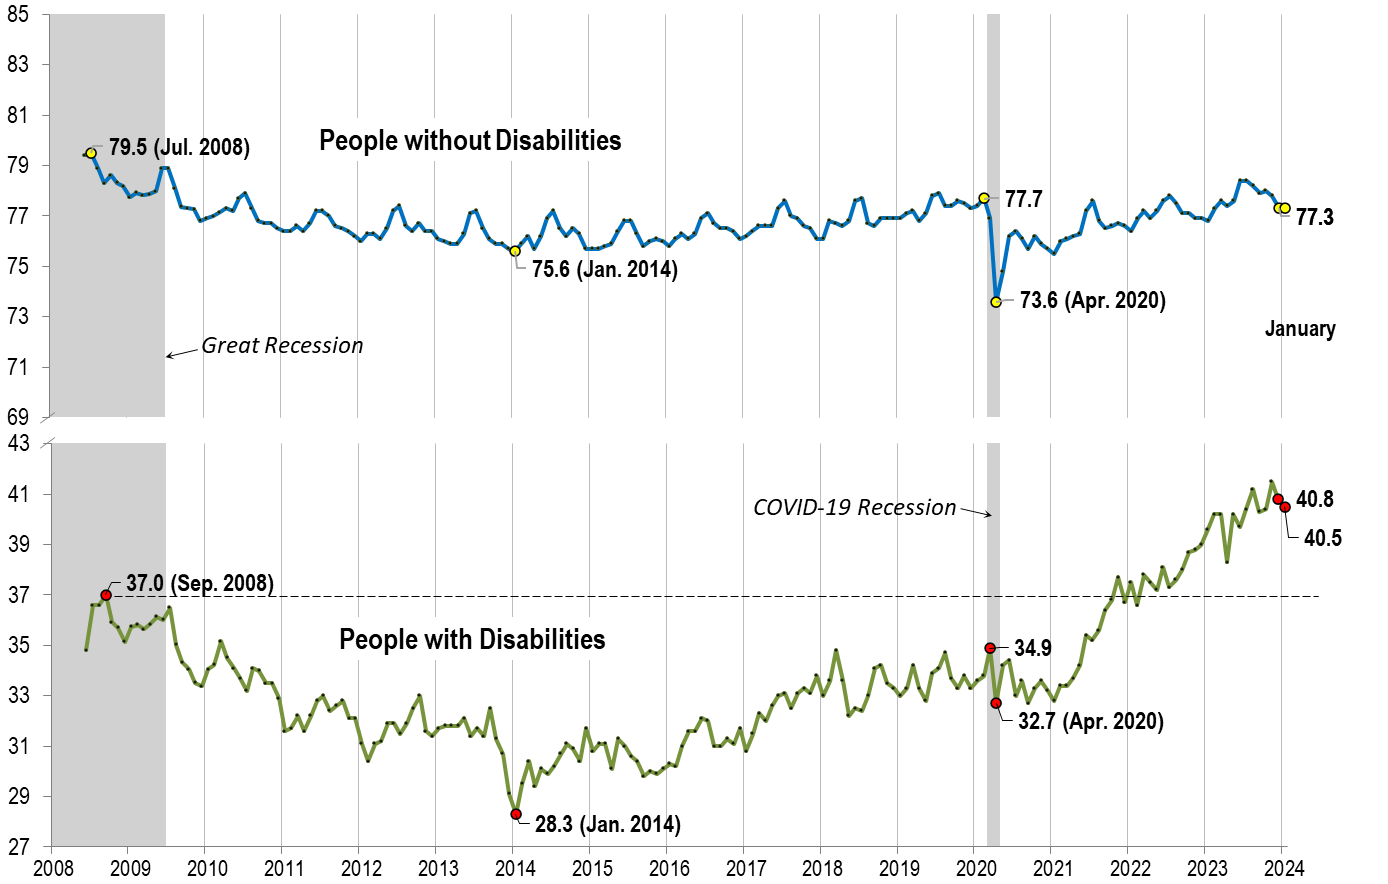 85
83
81
79
77
75
73
71
69
People without Disabilities
79.5 (Jul. 2008)
77.7
77.3
75.6 (Jan. 2014)
73.6 (Apr. 2020)
January
Great Recession
43
41
39
37
35
33
31
29
27
COVID-19 Recession
40.8
40.5
37.0 (Sep. 2008)
People with Disabilities
34.9
32.7 (Apr. 2020)
28.3 (Jan. 2014)
2008 2009 2010 2011 2012 2013 2014 2015 2016 2017 2018 2019 2020 2021 2022 2023 2024